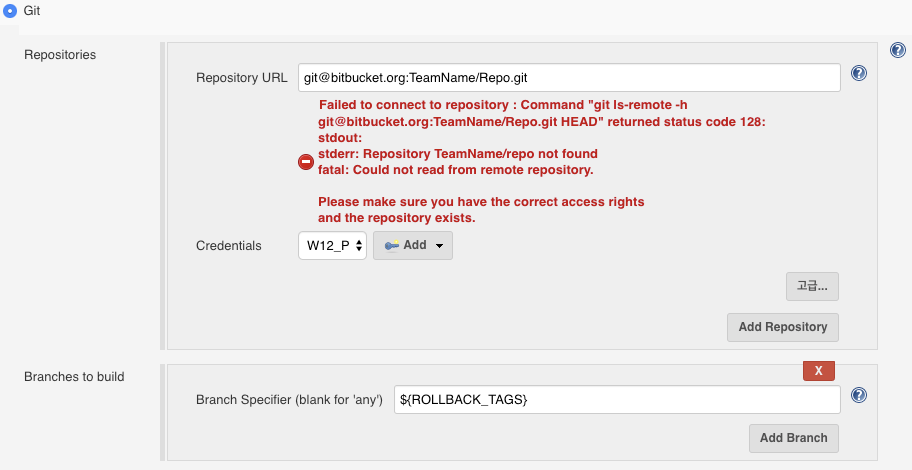 Git
Repositories
Repository URL git@bitbucket.org:TeamName/Repo.git
Failed to connect to repository : Command "git ls-remote -h
git@bitbucket.org:TeamName/Repo.git HEAD" returned status code 128:
stdout:
stderr: Repository TeamName/repo not found
fatal: Could not read from remote repository.
Please make sure you have the correct access rights
and the repository exists.
Credentials W12_P Add
고급...
Add Repository
Branches to build
X
Branch Specifier (blank for 'any') ${ROLLBACK_TAGS}
Add Branch